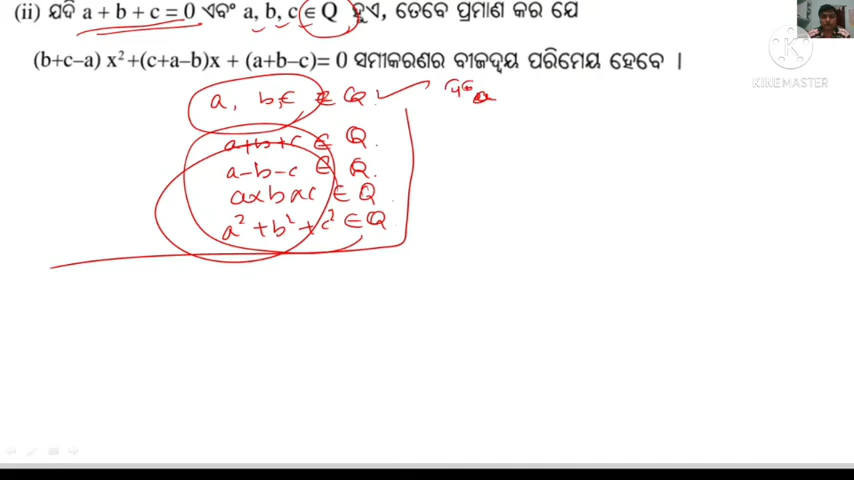 (ii) ଯଦି a + b + c = 0 ଏବଂ a, b, c ∈ Q ହୁଏ, ତେବେ ପ୍ରମାଣ କର ଯେ
(b+c–a) x²+(c+a–b)x + (a+b–c)= 0 ସମୀକରଣର ବୀଜଦ୍ୱୟ ପରିମେୟ ହେବେ ।
a, b,c ∈ Q.
a+b+c ∈ Q.
a-b-c ∈ Q.
a×b×c ∈ Q.
a² + b² + c² ∈ Q
KINEMASTER